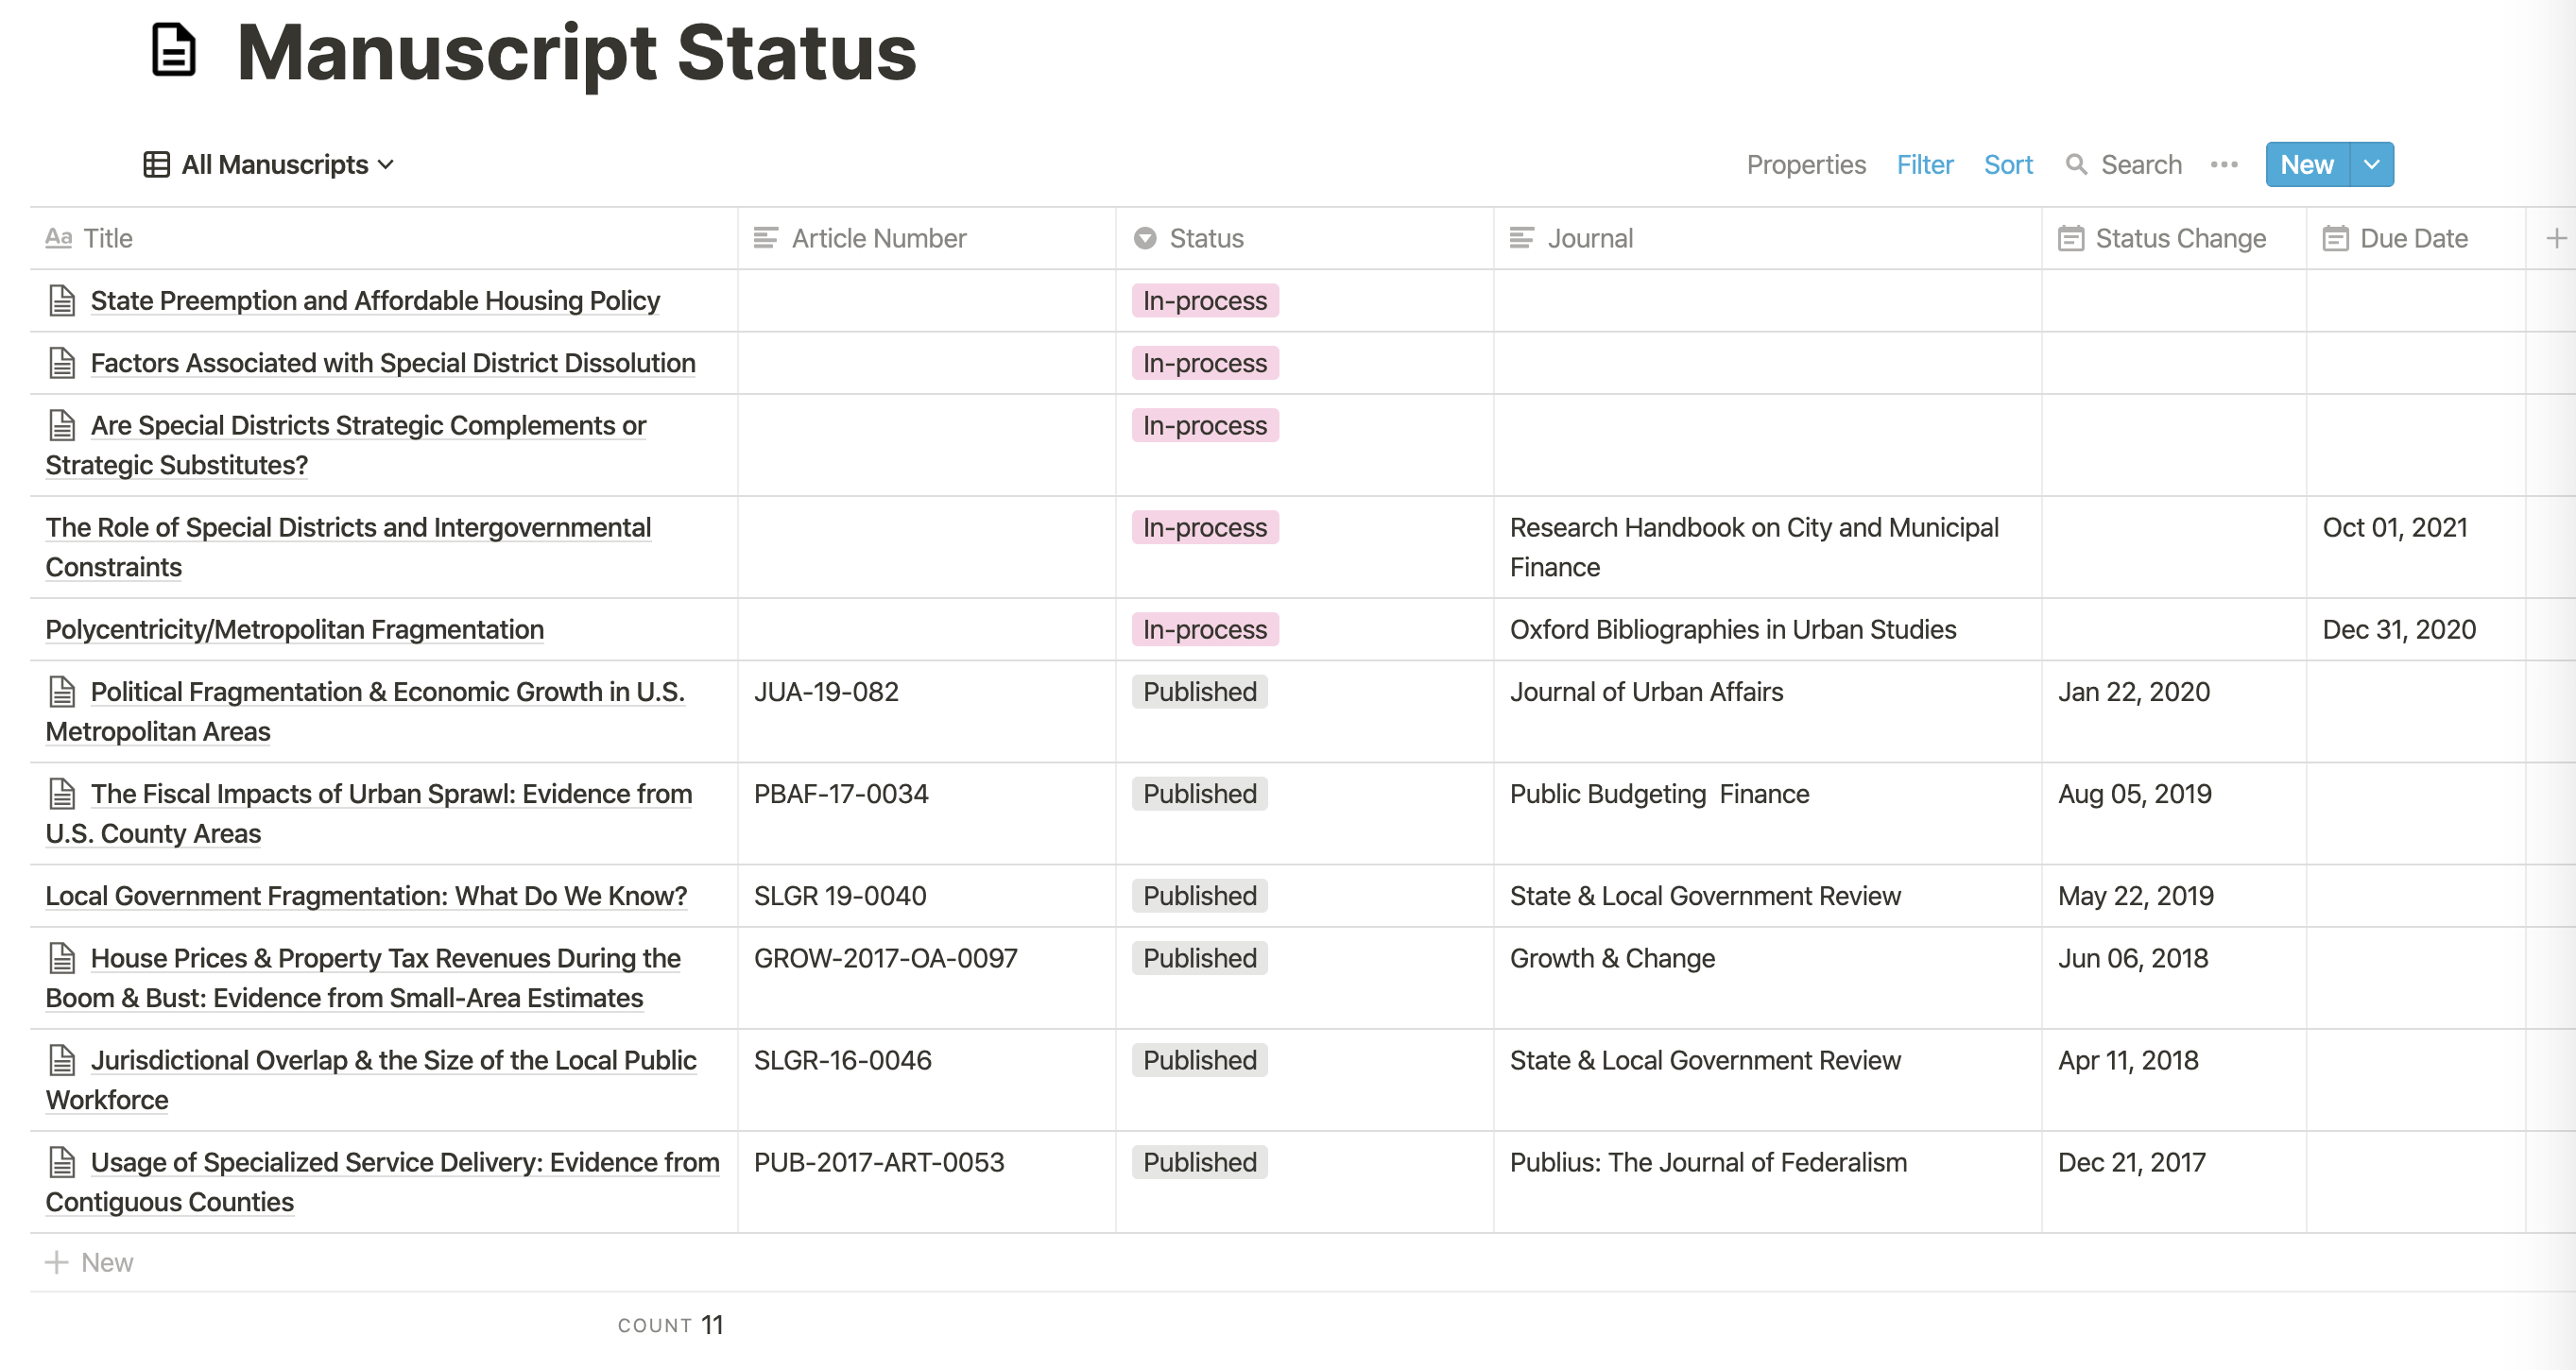 Manuscript Status
All Manuscripts
Properties Filter Sort Search New
Aa Title Article Number Status Journal Status Change Due Date
State Preemption and Affordable Housing Policy In-process
Factors Associated with Special District Dissolution In-process
Are Special Districts Strategic Complements or In-process
Strategic Substitutes?
The Role of Special Districts and Intergovernmental In-process Research Handbook on City and Municipal Oct 01, 2021
Constraints Finance
Polycentricity/Metropolitan Fragmentation In-process Oxford Bibliographies in Urban Studies Dec 31, 2020
Political Fragmentation & Economic Growth in U.S. JUA-19-082 Published Journal of Urban Affairs Jan 22, 2020
Metropolitan Areas
The Fiscal Impacts of Urban Sprawl: Evidence from PBAF-17-0034 Published Public Budgeting  Finance Aug 05, 2019
U.S. County Areas
Local Government Fragmentation: What Do We Know? SLGR 19-0040 Published State & Local Government Review May 22, 2019
House Prices & Property Tax Revenues During the GROW-2017-OA-0097 Published Growth & Change Jun 06, 2018
Boom & Bust: Evidence from Small-Area Estimates
Jurisdictional Overlap & the Size of the Local Public SLGR-16-0046 Published State & Local Government Review Apr 11, 2018
Workforce
Usage of Specialized Service Delivery: Evidence from PUB-2017-ART-0053 Published Publius: The Journal of Federalism Dec 21, 2017
Contiguous Counties
New
COUNT 11